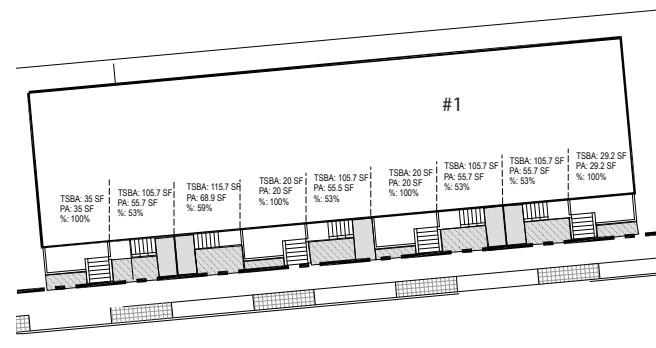 #1
TSBA: 35 SF
PA: 35 SF
%: 100%
TSBA: 105.7 SF
PA: 55.7 SF
%: 53%
TSBA: 115.7 SF
PA: 68.9 SF
%: 59%
TSBA: 20 SF
PA: 20 SF
%: 100%
TSBA: 105.7 SF
PA: 55.5 SF
%: 53%
TSBA: 20 SF
PA: 20 SF
%: 100%
TSBA: 105.7 SF
PA: 55.7 SF
%: 53%
TSBA: 105.7 SF
PA: 55.7 SF
%: 53%
TSBA: 29.2 SF
PA: 29.2 SF
%: 100%